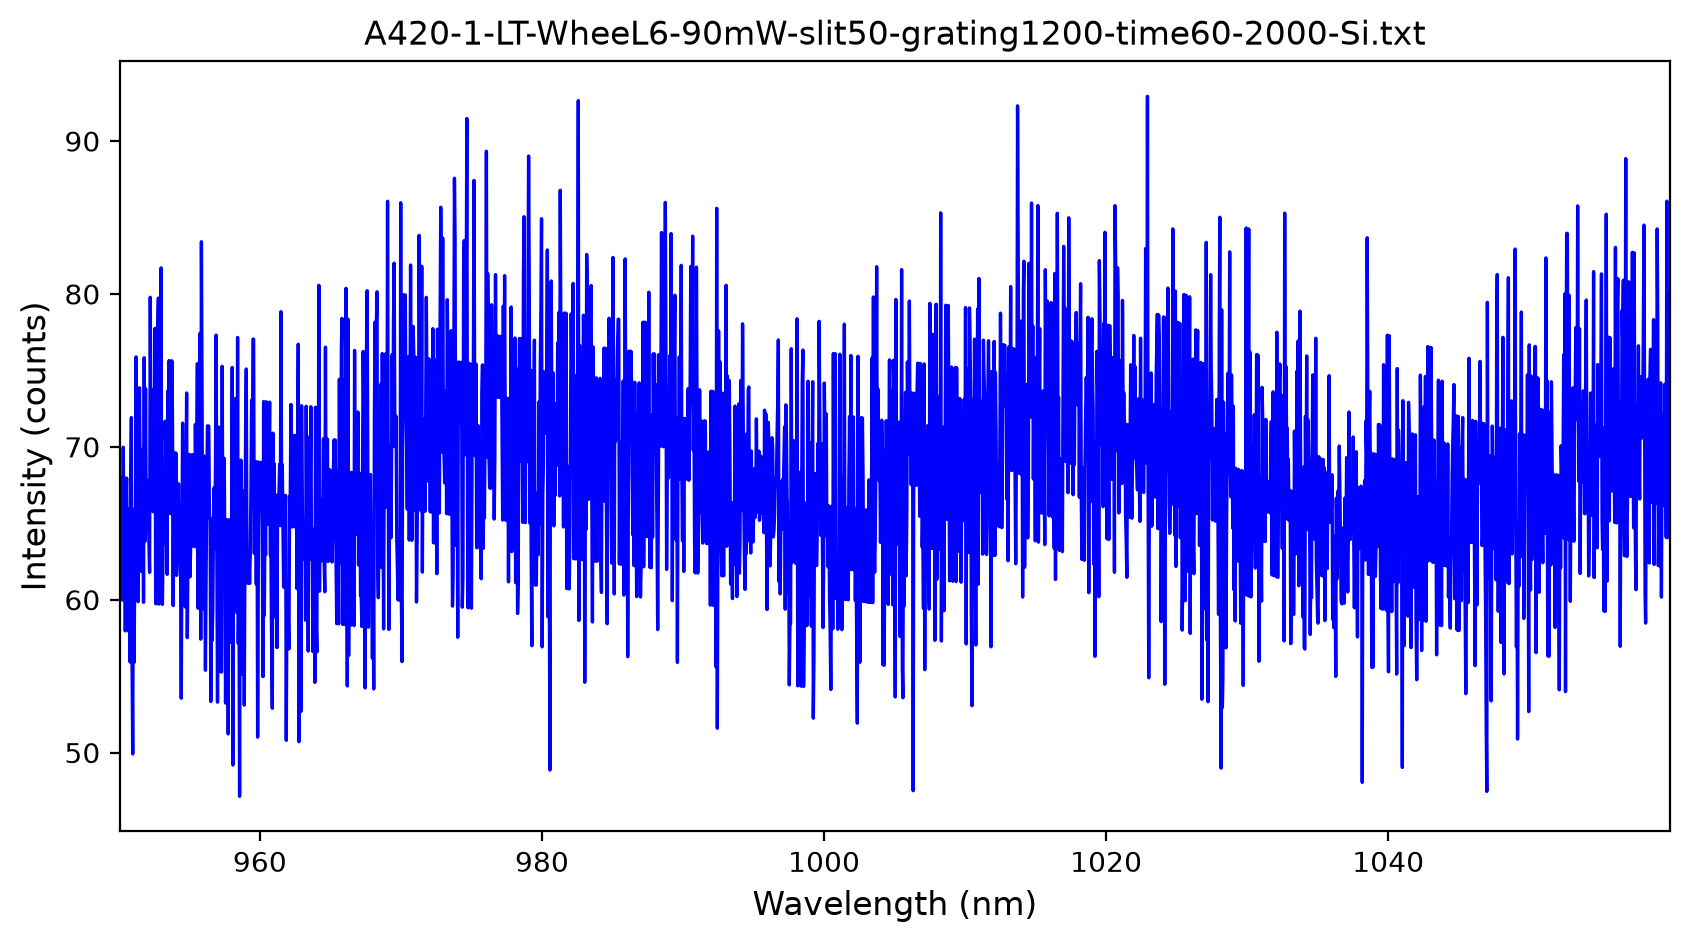 A420-1-LT-WheeL6-90mW-slit50-grating1200-time60-2000-Si.txt
Intensity (counts)
90
80
70
60
50
960 980 1000 1020 1040
Wavelength (nm)